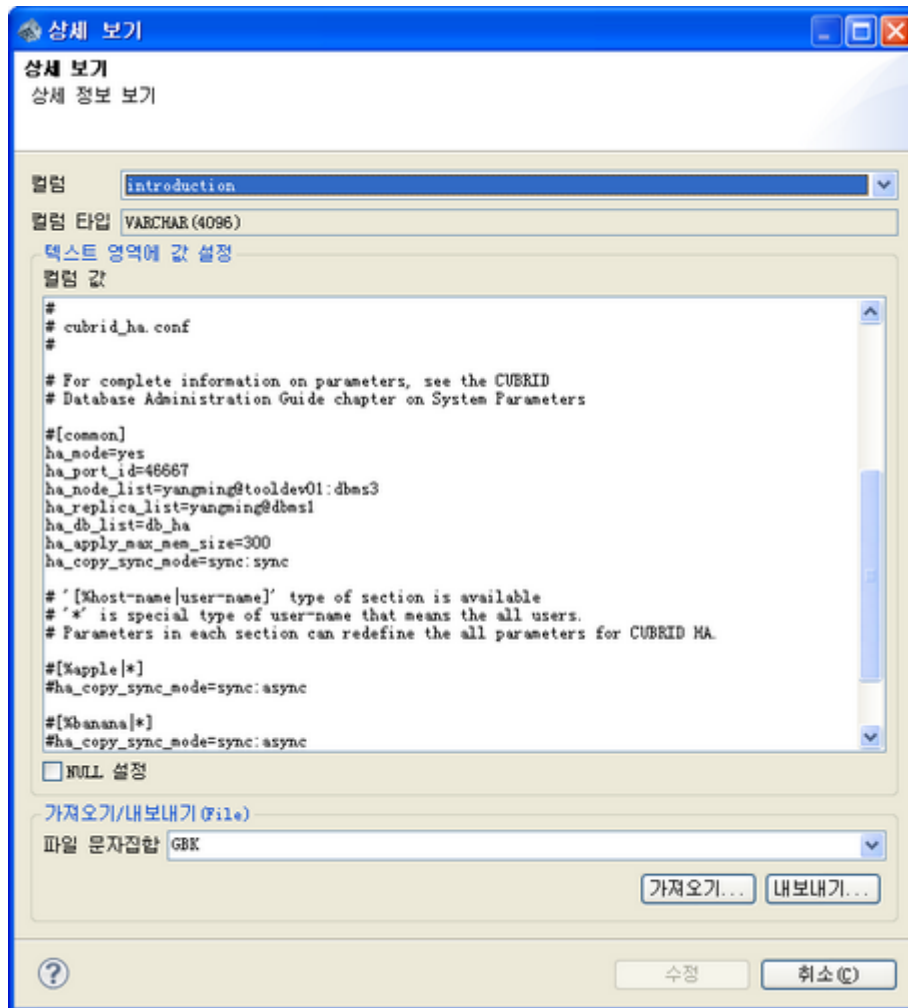 상세 보기
상세 보기
상세 정보 보기
컬럼 introduction
컬럼 타입 VARCHAR(4096)
텍스트 영역에 값 설정
컬럼 값
#
# cubrid_ha.conf
#
# For complete information on parameters, see the CUBRID
# Database Administration Guide chapter on System Parameters
#[common]
ha_mode=yes
ha_port_id=46667
ha_node_list=yangming@tooldev01:dbms3
ha_replica_list=yangming@dbms1
ha_db_list=db_ha
ha_apply_max_mem_size=300
ha_copy_sync_mode=sync:sync
# '[%host-name|user-name]' type of section is available
# '*' is special type of user-name that means the all users.
# Parameters in each section can redefine the all parameters for CUBRID HA.
#[%apple|*]
#ha_copy_sync_mode=sync:async
#[%banana|*]
#ha_copy_sync_mode=sync:async
NULL 설정
가져오기/내보내기(File)
파일 문자집합 GBK
가져오기... 내보내기...
? 수정 취소(C)